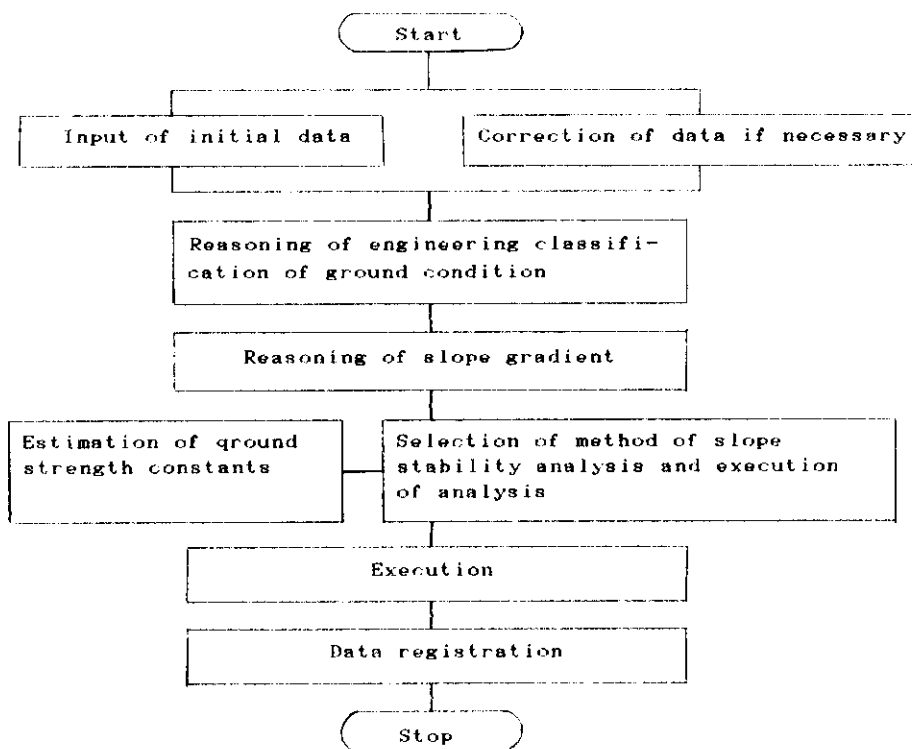 Start
Input of initial data
Correction of data if necessary
Reasoning of engineering classifi-
cation of ground condition
Reasoning of slope gradient
Estimation of qround
strength constants
Selection of method of slope
stability analysis and execution
of analysis
Execution
Data registration
Stop